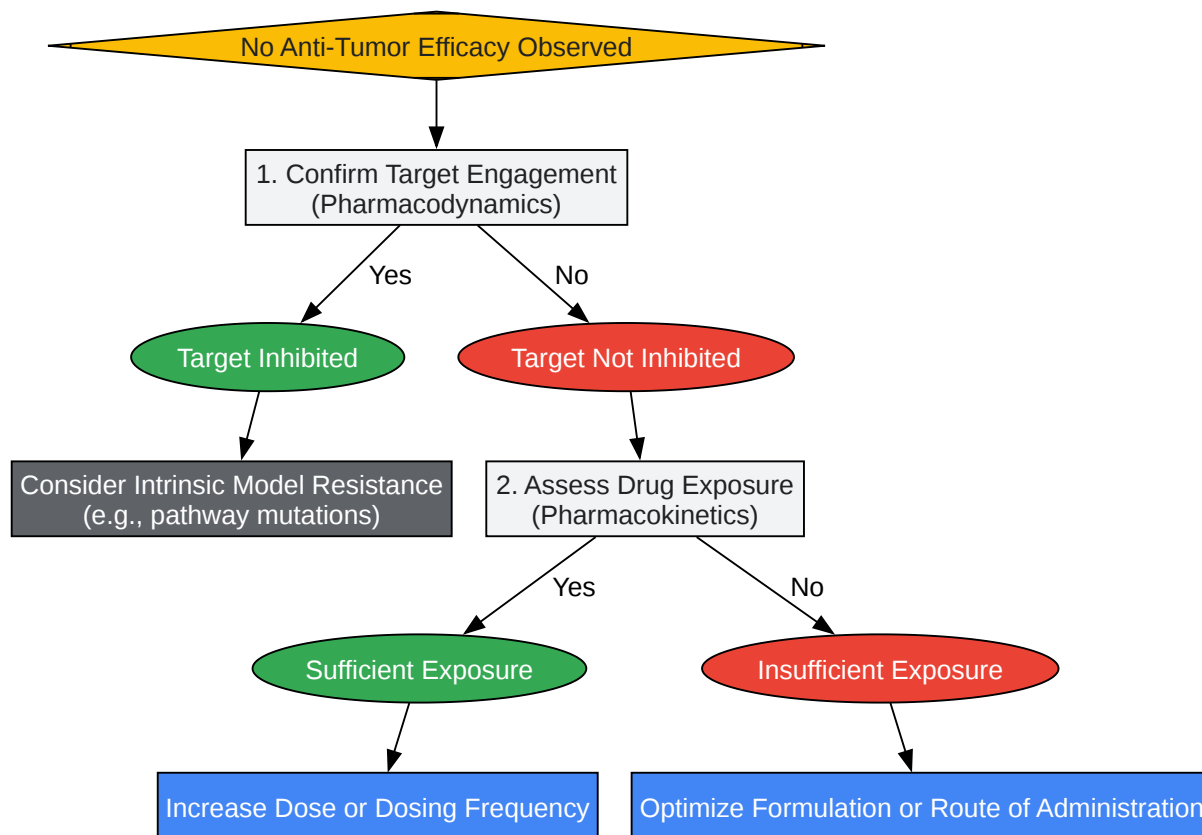 No Anti-Tumor Efficacy Observed
1. Confirm Target Engagement
(Pharmacodynamics)
Yes
No
Target Inhibited
Target Not Inhibited
Consider Intrinsic Model Resistance
(e.g., pathway mutations)
2. Assess Drug Exposure
(Pharmacokinetics)
Yes
No
Sufficient Exposure
Insufficient Exposure
Increase Dose or Dosing Frequency
Optimize Formulation or Route of Administration